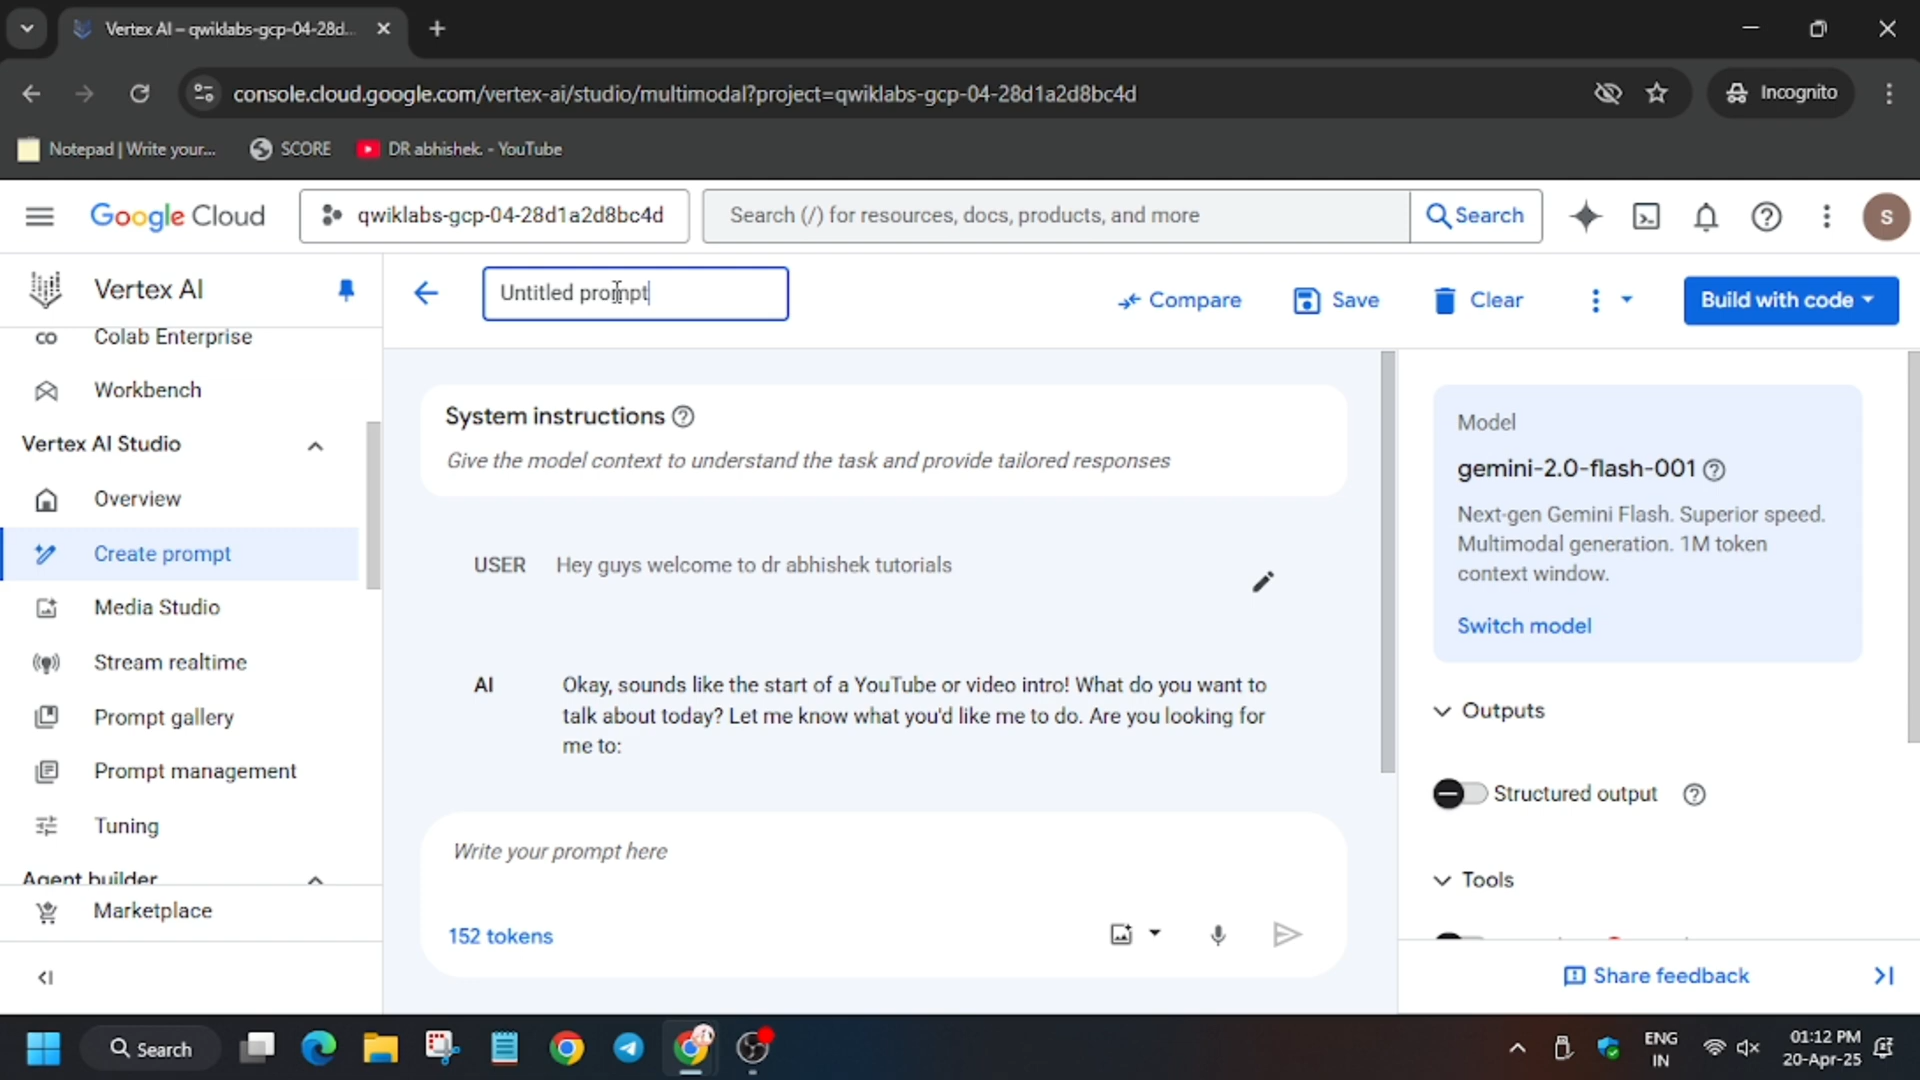 Vertex AI – qwiklabs-gcp-04-28d...
console.cloud.google.com/vertex-ai/studio/multimodal?project=qwiklabs-gcp-04-28d1a2d8bc4d
Incognito
Notepad | Write your...
SCORE
DR abhishek. - YouTube
Google Cloud
qwiklabs-gcp-04-28d1a2d8bc4d
Search (/) for resources, docs, products, and more
Search
S
Vertex AI
Colab Enterprise
Workbench
Vertex AI Studio
Overview
Create prompt
Media Studio
Stream realtime
Prompt gallery
Prompt management
Tuning
Agent builder
Marketplace
Untitled prompt
Compare
Save
Clear
Build with code
System instructions
Give the model context to understand the task and provide tailored responses
USER Hey guys welcome to dr abhishek tutorials
AI Okay, sounds like the start of a YouTube or video intro! What do you want to
talk about today? Let me know what you'd like me to do. Are you looking for
me to:
Write your prompt here
152 tokens
Model
gemini-2.0-flash-001
Next-gen Gemini Flash. Superior speed.
Multimodal generation. 1M token
context window.
Switch model
Outputs
Structured output
Tools
Share feedback
Search
ENG
IN
01:12 PM
20-Apr-25